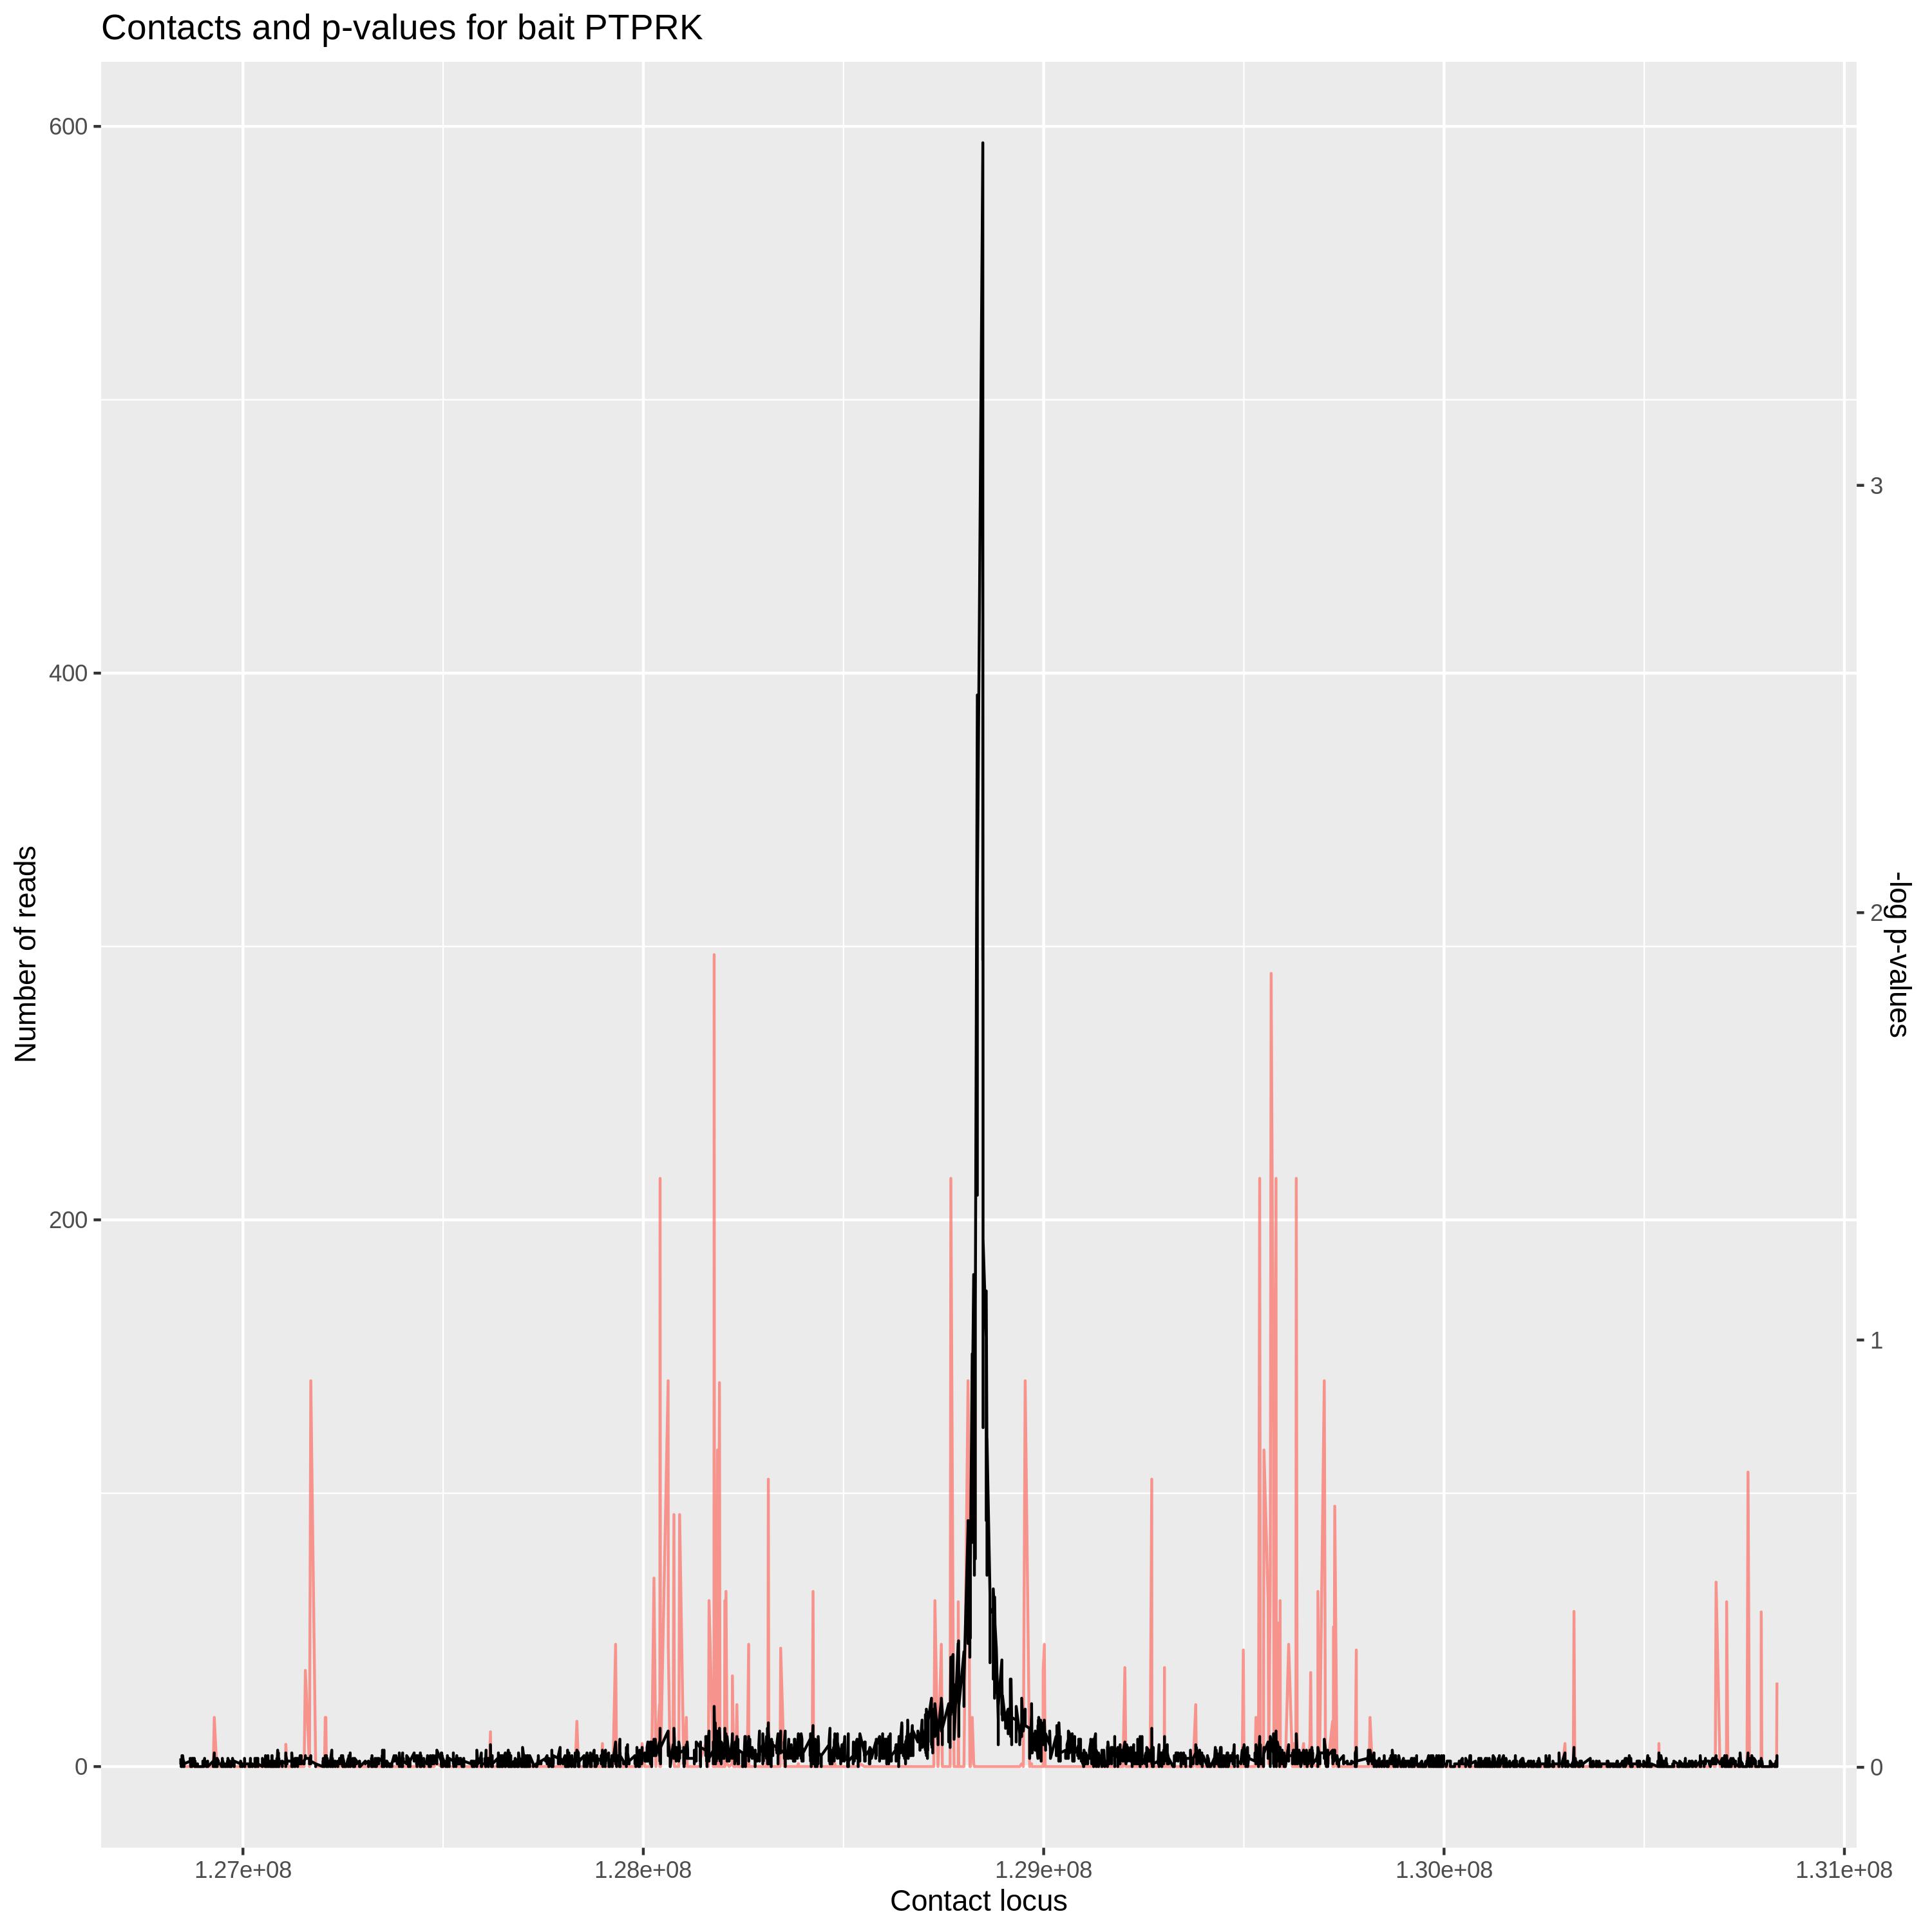 Contacts and p-values for bait PTPRK
600
400
200
0
Number of reads
3
2
1
0
-log p-values
1.27e+08
1.28e+08
1.29e+08
1.30e+08
1.31e+08
Contact locus